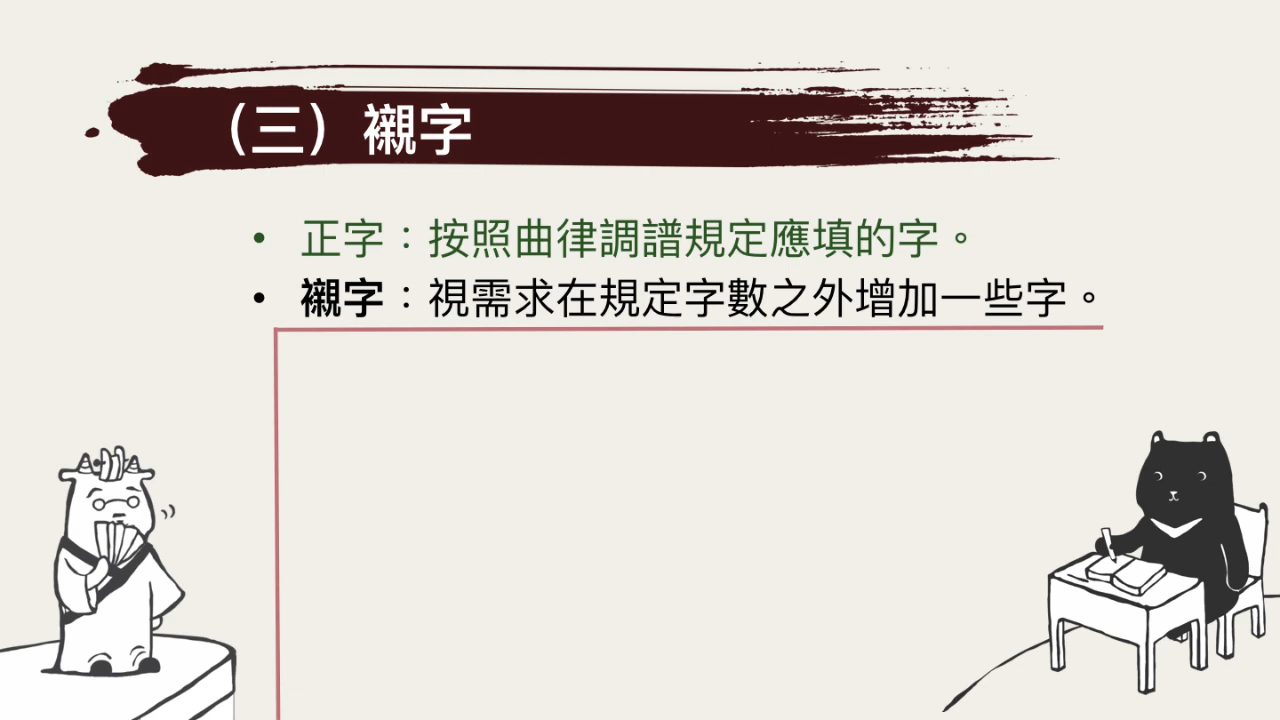 （三）襯字
• 正字：按照曲律調譜規定應填的字。
• 襯字：視需求在規定字數之外增加一些字。